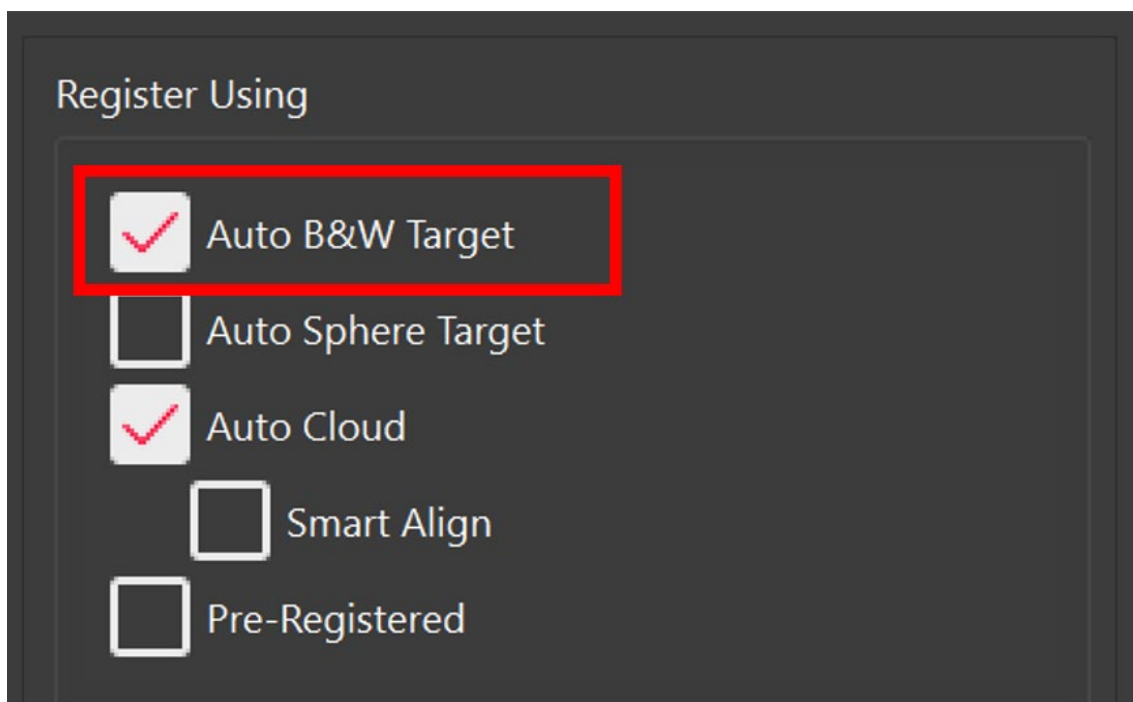 Register Using
Auto B&W Target
Auto Sphere Target
Auto Cloud
Smart Align
Pre-Registered